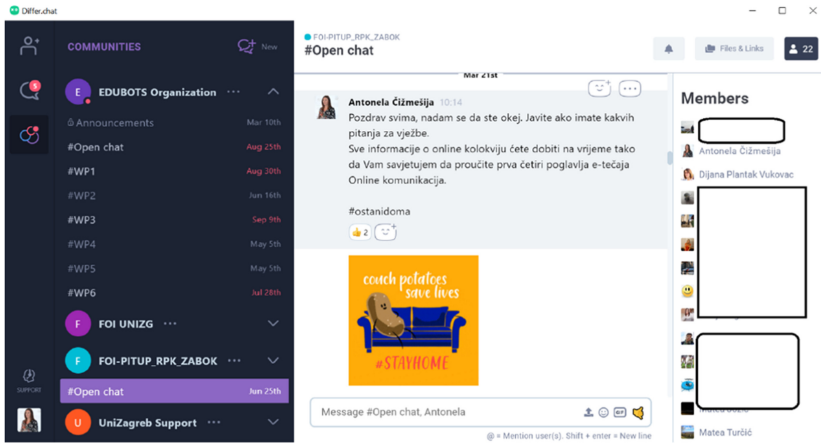 Differ.chat
COMMUNITIES
New
E
EDUBOTS Organization
Announcements
Mar 10th
#Open chat
Aug 25th
#WP1
Aug 30th
#WP2
Jun 16th
#WP3
Sep 9th
#WP4
May 5th
#WP5
May 5th
#WP6
Jul 28th
F
FOI UNIZG
F
FOI-PITUP_RPK_ZABOK
#Open chat
Jun 25th
U
UniZagreb Support
SUPPORT
5
FOI-PITUP_RPK_ZABOK
#Open chat
Files & Links
22
Mar 21st
Antonela Čižmešija 10:14
Pozdrav svima, nadam se da ste okej. Javite ako imate kakvih
pitanja za vježbe.
Sve informacije o online kolokviju ćete dobiti na vrijeme tako
da Vam savjetujem da proučite prva četiri poglavlja e-tečaja
Online komunikacija.
#ostanidoma
2
couch potatoes
save lives
#STAYHOME
Message #Open chat, Antonela
GIF
@ = Mention user(s). Shift + enter = New line
Members
Antonela Čižmešija
Dijana Plantak Vukovac
Matea Turčić